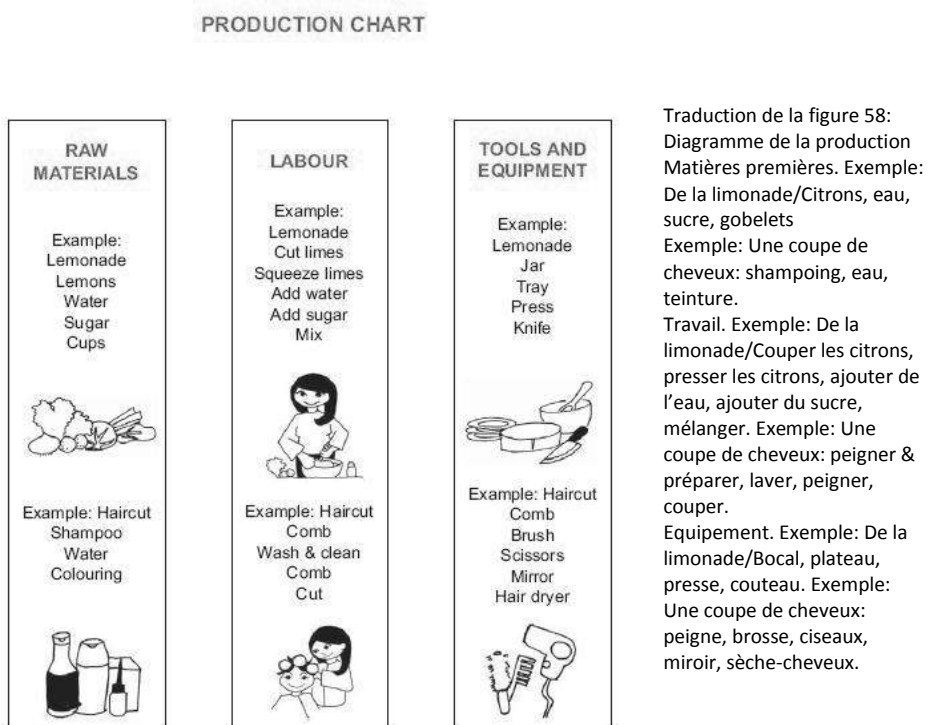 PRODUCTION CHART
RAW
MATERIALS
Example:
Lemonade
Lemons
Water
Sugar
Cups
Example: Haircut
Shampoo
Water
Colouring
LABOUR
Example:
Lemonade
Cut limes
Squeeze limes
Add water
Add sugar
Mix
Example: Haircut
Comb
Wash & clean
Comb
Cut
TOOLS AND
EQUIPMENT
Example:
Lemonade
Jar
Tray
Press
Knife
Example: Haircut
Comb
Brush
Scissors
Mirror
Hair dryer
Traduction de la figure 58:
Diagramme de la production
Matières premières. Exemple:
De la limonade/Citrons, eau,
sucre, gobelets
Exemple: Une coupe de
cheveux: shampoing, eau,
teinture.
Travail. Exemple: De la
limonade/Couper les citrons,
presser les citrons, ajouter de
l’eau, ajouter du sucre,
mélanger. Exemple: Une
coupe de cheveux: peigner &
préparer, laver, peigner,
couper.
Equipement. Exemple: De la
limonade/Bocal, plateau,
presse, couteau. Exemple:
Une coupe de cheveux:
peigne, brosse, ciseaux,
miroir, sèche-cheveux.